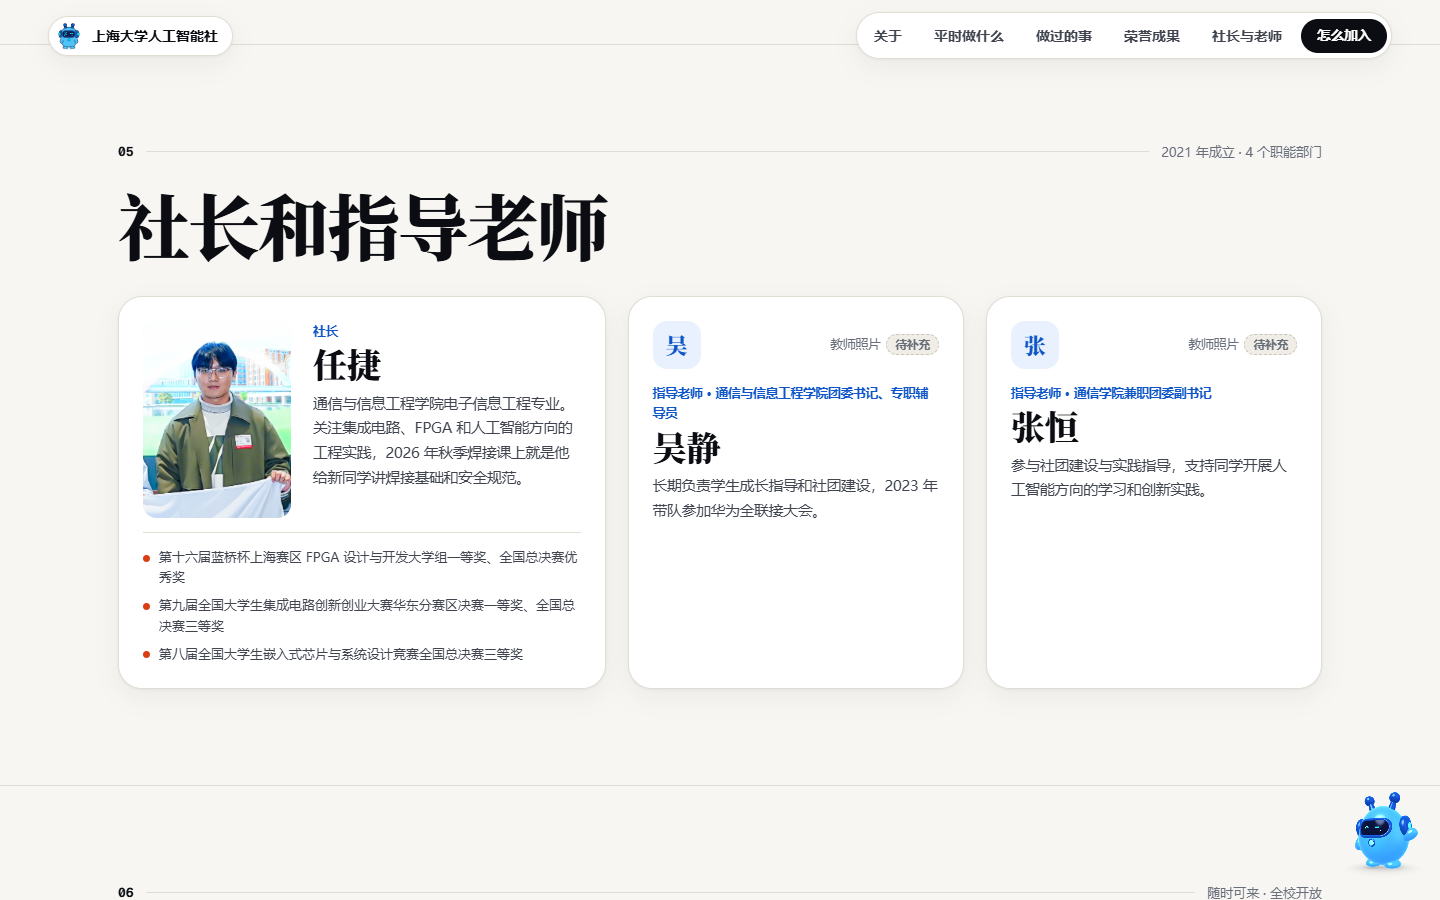 上海大学人工智能社
关于
平时做什么
做过的事
荣誉成果
社长与老师
怎么加入
05
2021 年成立 · 4 个职能部门
社长和指导老师
社长
任捷
通信与信息工程学院电子信息工程专业。
关注集成电路、FPGA 和人工智能方向的
工程实践，2026 年秋季焊接课上就是他
给新同学讲焊接基础和安全规范。
第十六届蓝桥杯上海赛区 FPGA 设计与开发大学组一等奖、全国总决赛优
秀奖
第九届全国大学生集成电路创新创业大赛华东分赛区决赛一等奖、全国总
决赛三等奖
第八届全国大学生嵌入式芯片与系统设计竞赛全国总决赛三等奖
吴
教师照片 待补充
指导老师 • 通信与信息工程学院团委书记、专职辅
导员
吴静
长期负责学生成长指导和社团建设，2023 年
带队参加华为全联接大会。
张
教师照片 待补充
指导老师 • 通信学院兼职团委副书记
张恒
参与社团建设与实践指导，支持同学开展人
工智能方向的学习和创新实践。
06
随时可来 · 全校开放